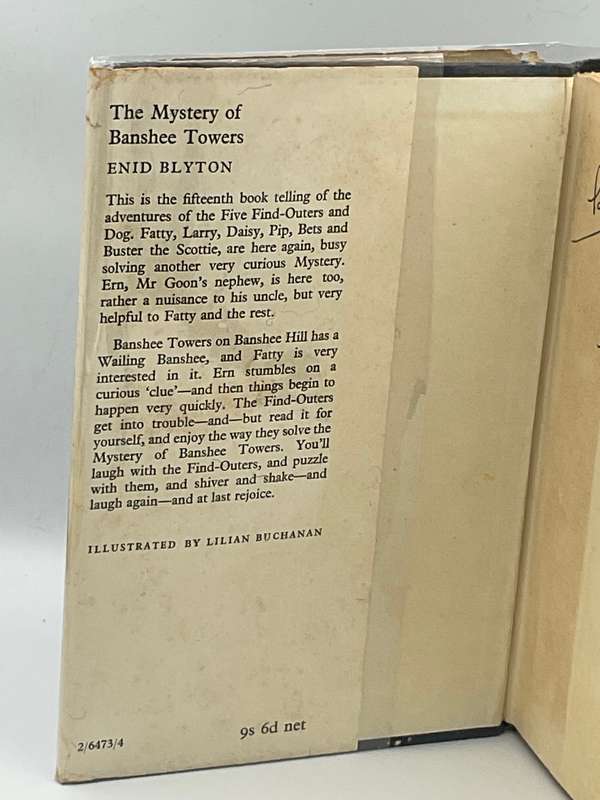 The Mystery of
Banshee Towers
ENID BLYTON
This is the fifteenth book telling of the
adventures of the Five Find-Outers and
Dog. Fatty, Larry, Daisy, Pip, Bets and
Buster the Scottie, are here again, busy
solving another very curious Mystery.
Ern, Mr Goon's nephew, is here too,
rather a nuisance to his uncle, but very
helpful to Fatty and the rest.
Banshee Towers on Banshee Hill has a
Wailing Banshee, and Fatty is very
interested in it. Ern stumbles on a
curious 'clue'—and then things begin to
happen very quickly. The Find-Outers
get into trouble—and—but read it for
yourself, and enjoy the way they solve the
Mystery of Banshee Towers. You'll
laugh with the Find-Outers, and puzzle
with them, and shiver and shake—and
laugh again—and at last rejoice.
ILLUSTRATED BY LILIAN BUCHANAN
9s 6d net
2/6473/4